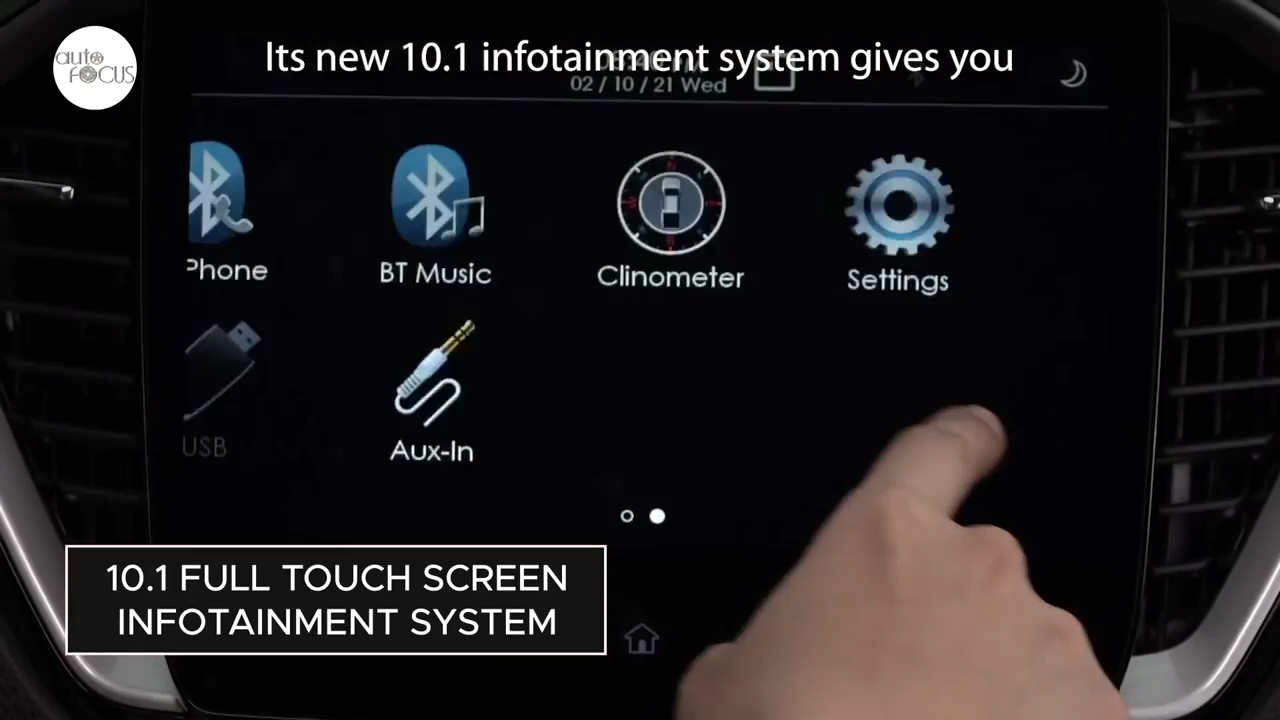 auto
FOCUS
Its new 10.1 infotainment system gives you
02 / 10 / 21 Wed
Phone
BT Music
Clinometer
Settings
USB
Aux-In
10.1 FULL TOUCH SCREEN
INFOTAINMENT SYSTEM